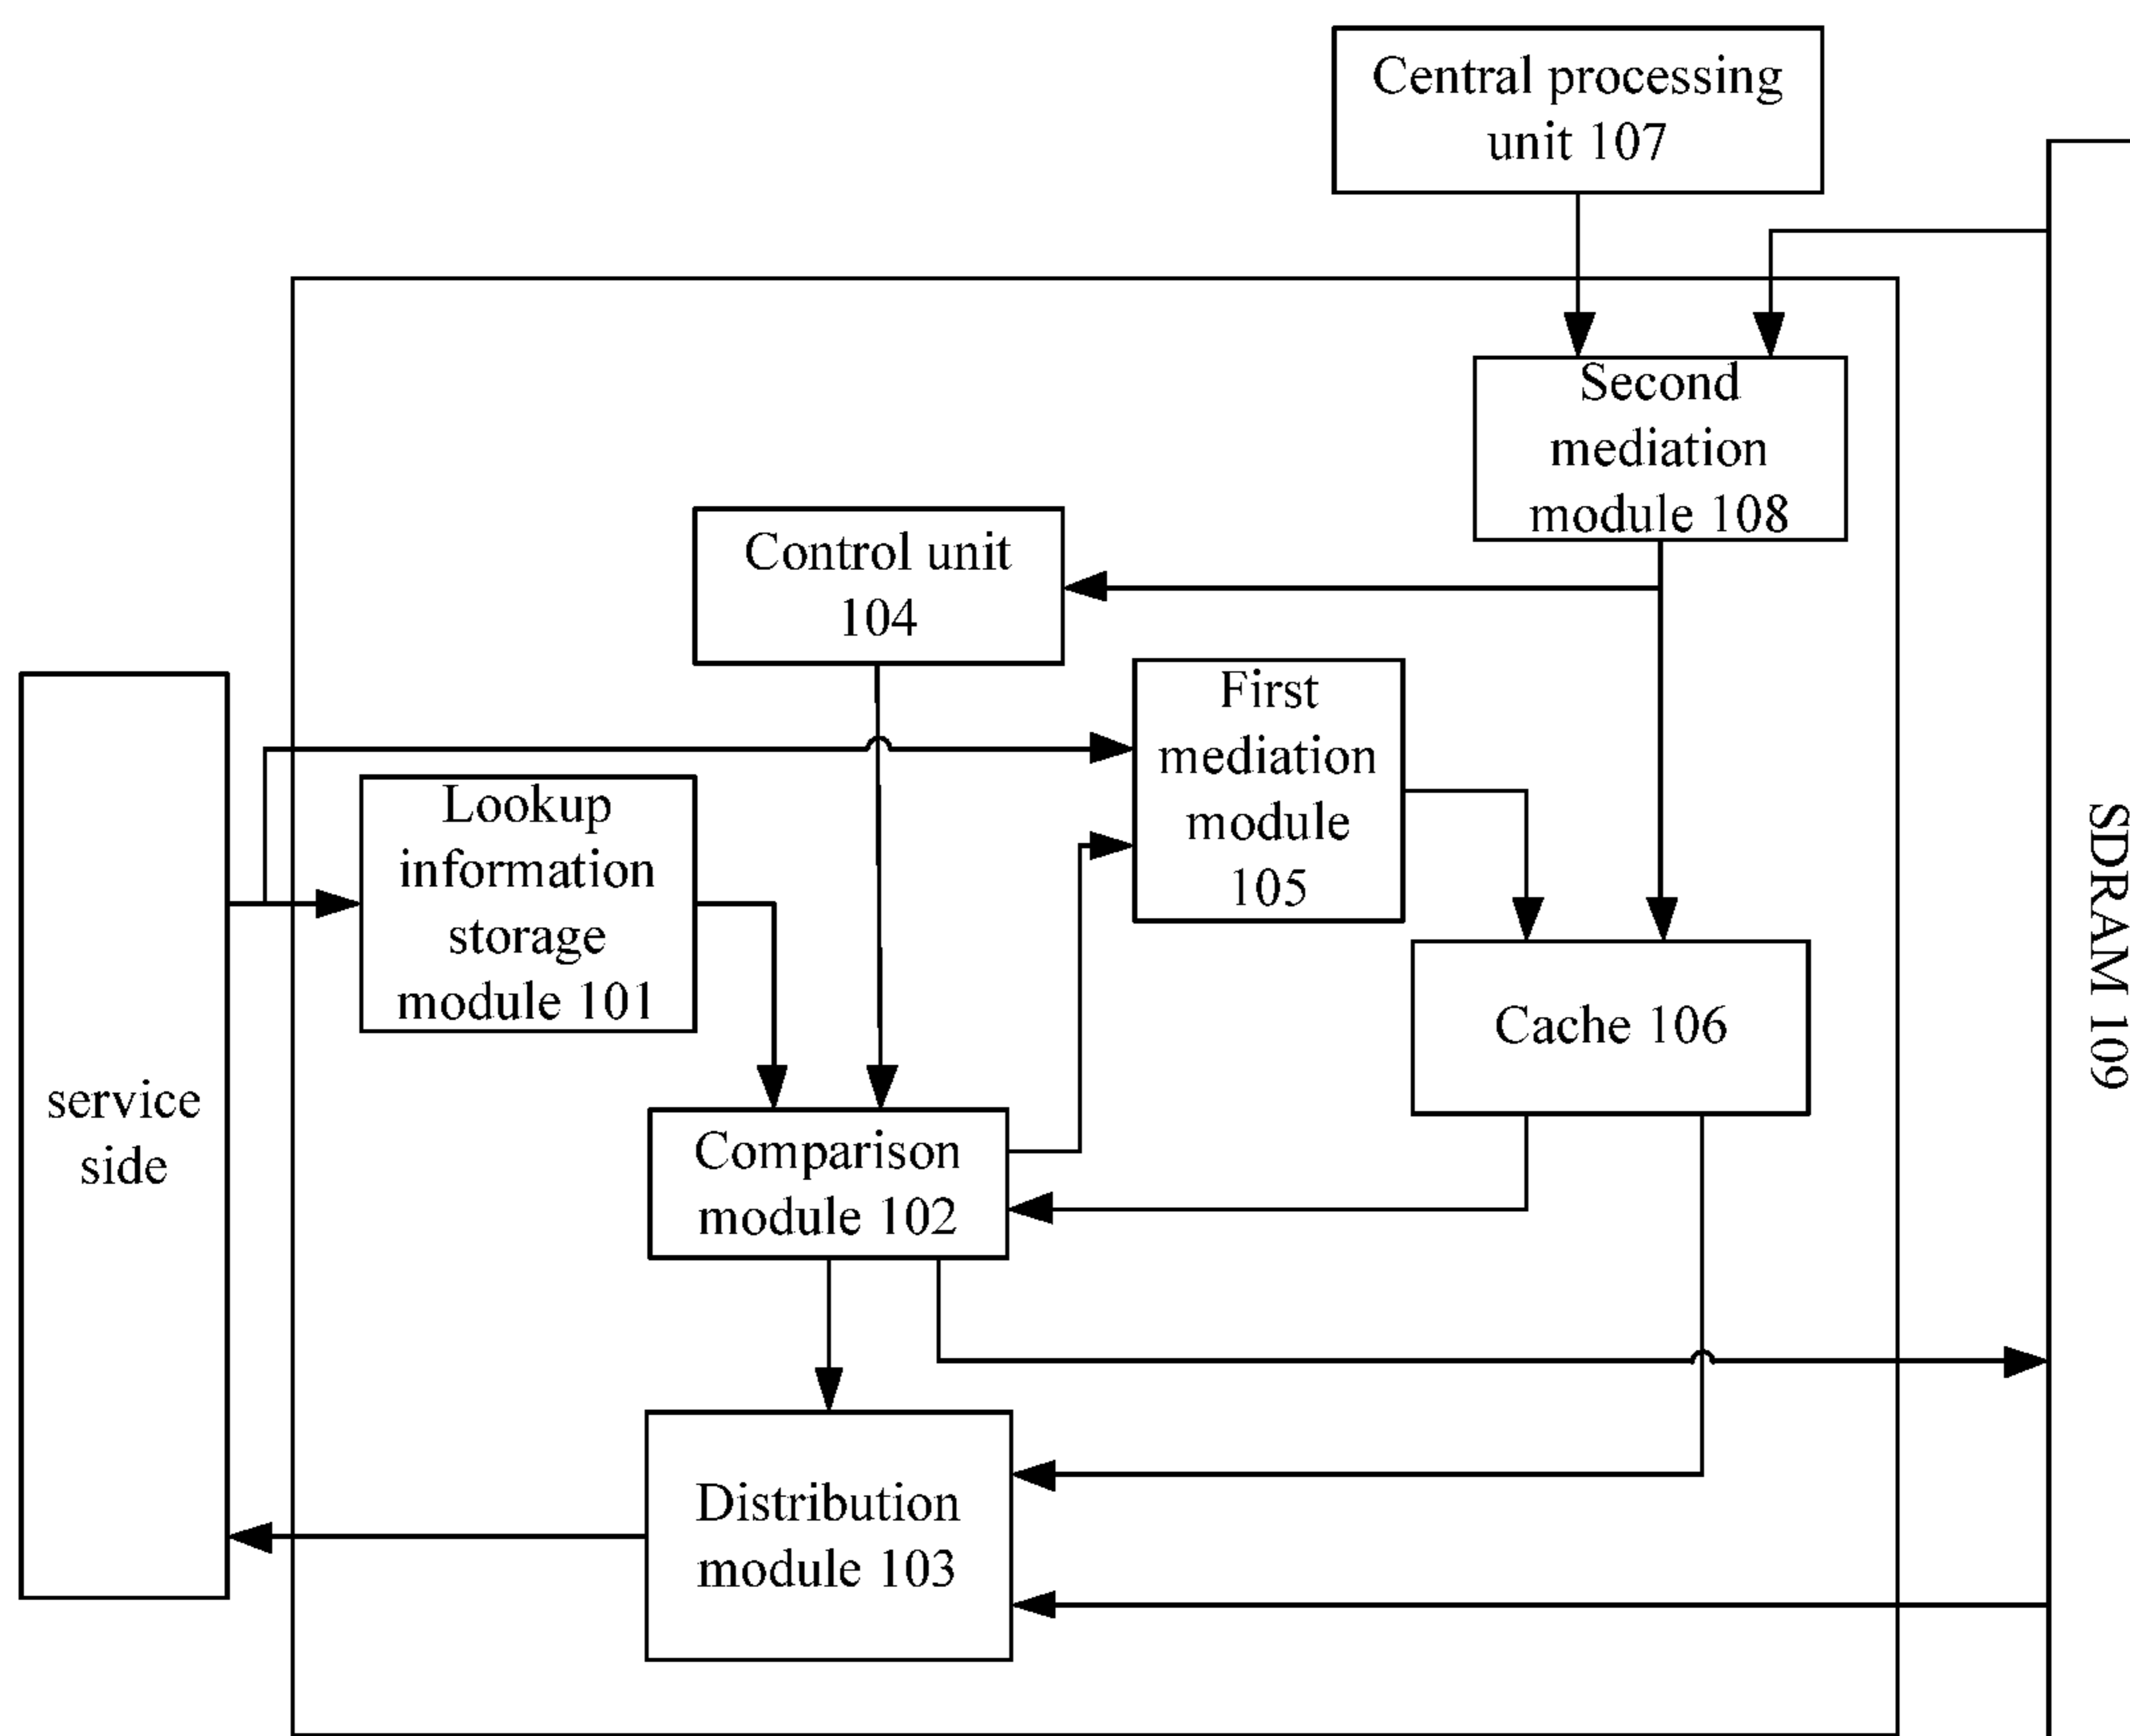 Central processing
unit 107
Second
mediation
module 108
Control unit
104
First
mediation
module
105
Lookup
information
storage
module 101
Cache 106
SDRAM 109
service
side
Comparison
module 102
Distribution
module 103